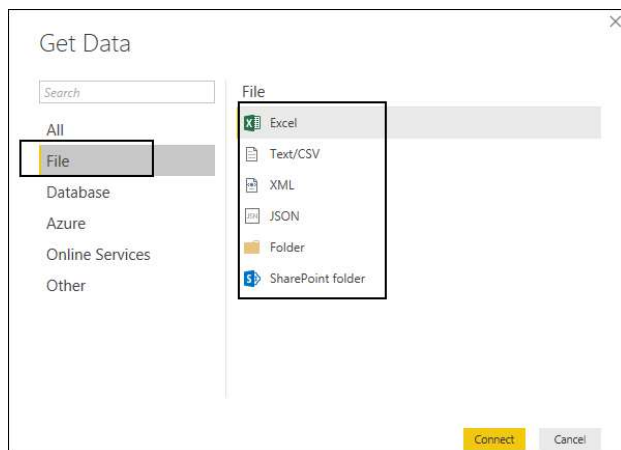 Get Data
Search
All
File
Database
Azure
Online Services
Other
File
Excel
Text/CSV
XML
JSON
Folder
SharePoint folder
Connect
Cancel